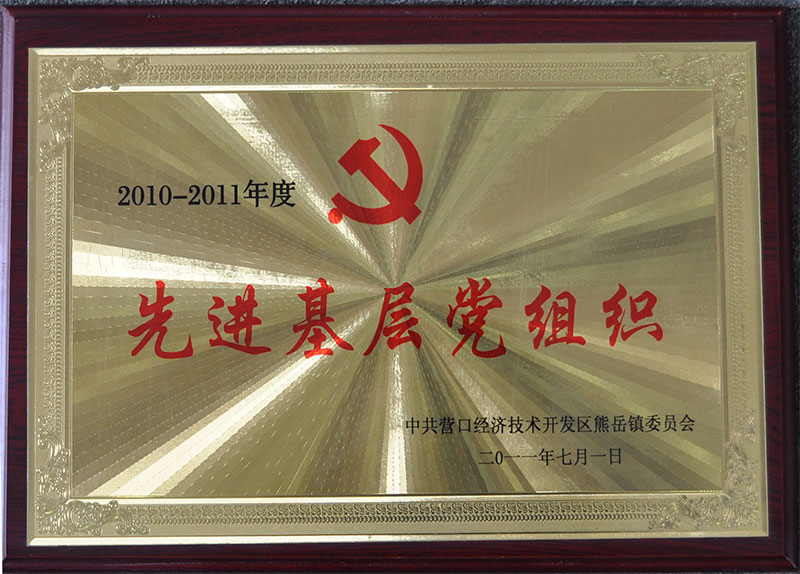 2010-2011年度
先进基层党组织
中共营口经济技术开发区熊岳镇委员会
二0一一年七月一日